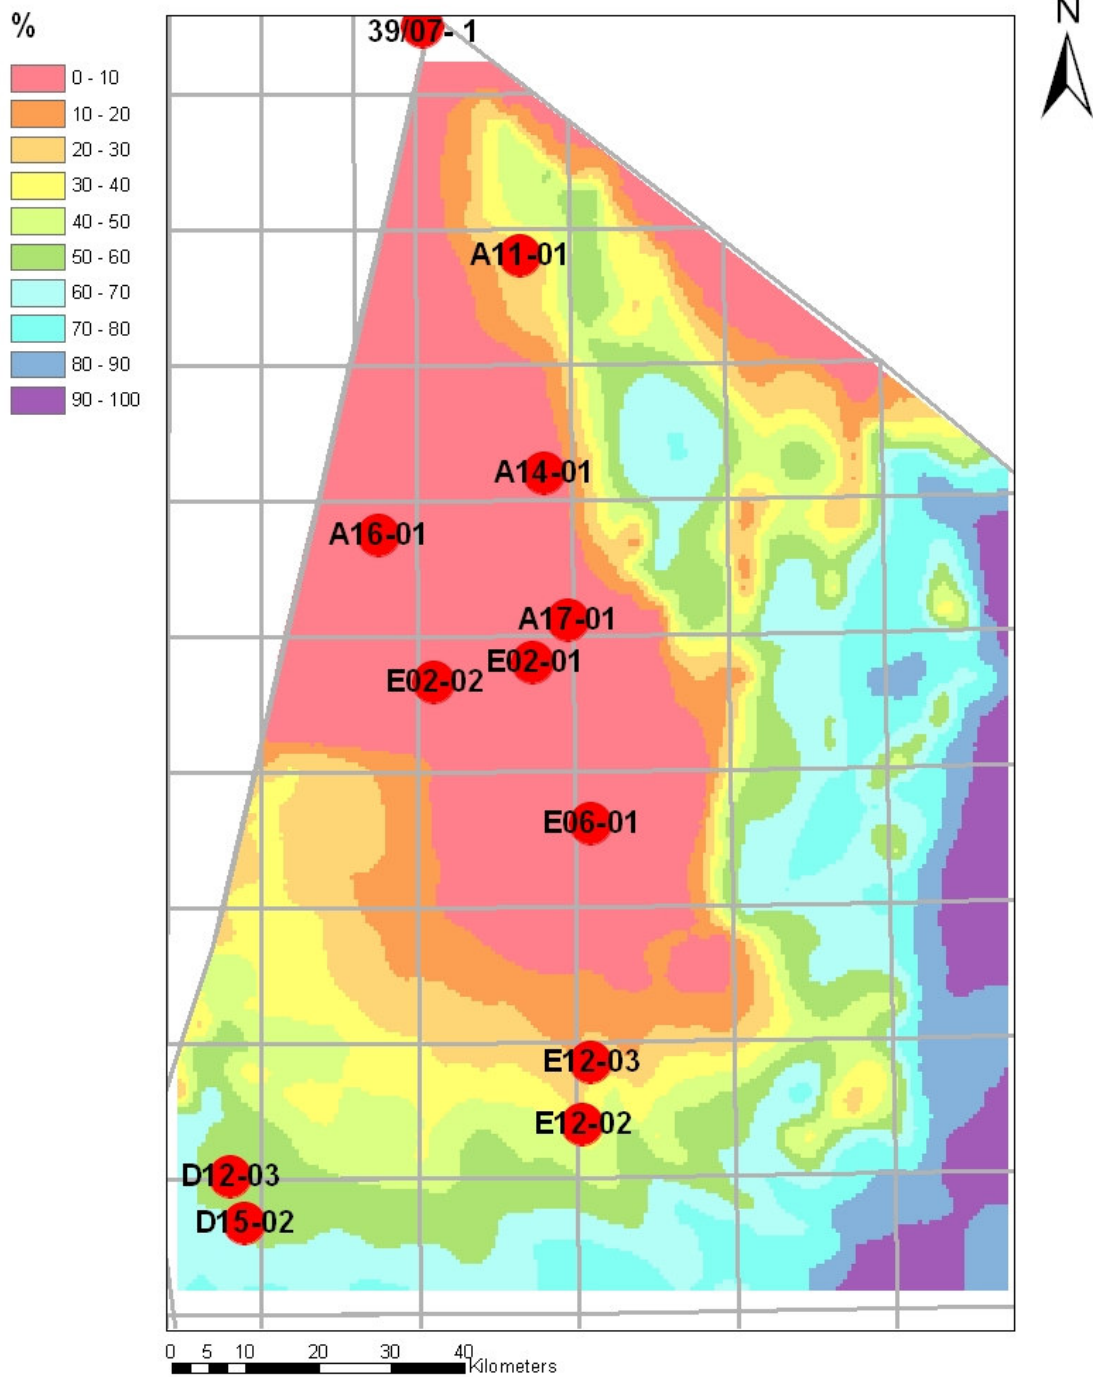 %
N
39/07- 1
0 - 10
10 - 20
20 - 30
30 - 40
40 - 50
50 - 60
60 - 70
70 - 80
80 - 90
90 - 100
A11-01
A14-01
A16-01
A17-01
E02-01
E02-02
E06-01
E12-03
E12-02
D12-03
D15-02
0 5 10 20 30 40
Kilometers